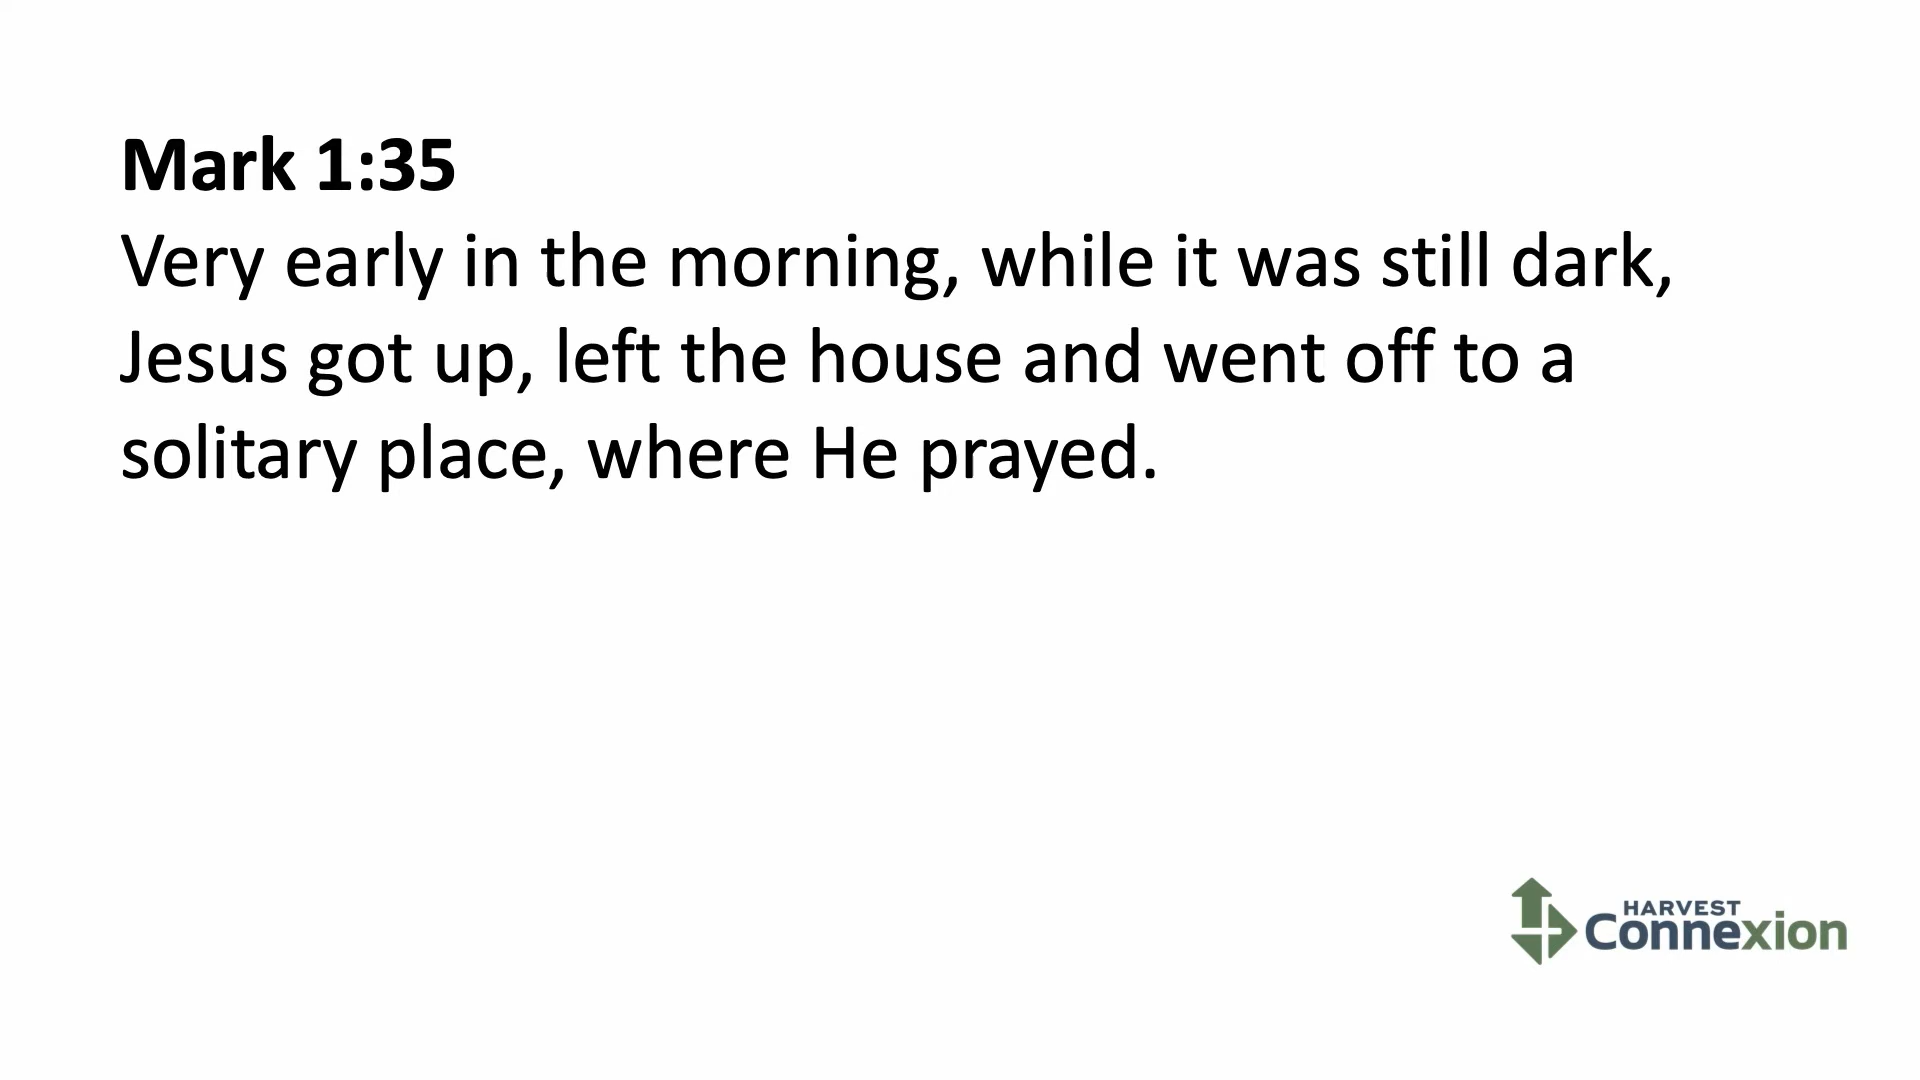 Mark 1:35
Very early in the morning, while it was still dark,
Jesus got up, left the house and went off to a
solitary place, where He prayed.
HARVEST
Connexion